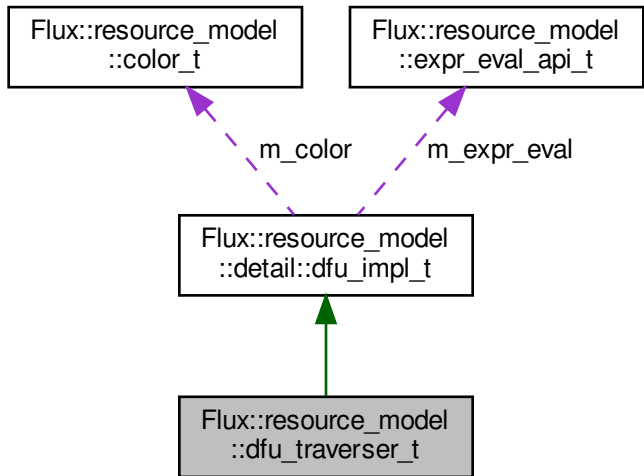 Flux::resource_model
::color_t
Flux::resource_model
::expr_eval_api_t
m_color
m_expr_eval
Flux::resource_model
::detail::dfu_impl_t
Flux::resource_model
::dfu_traverser_t